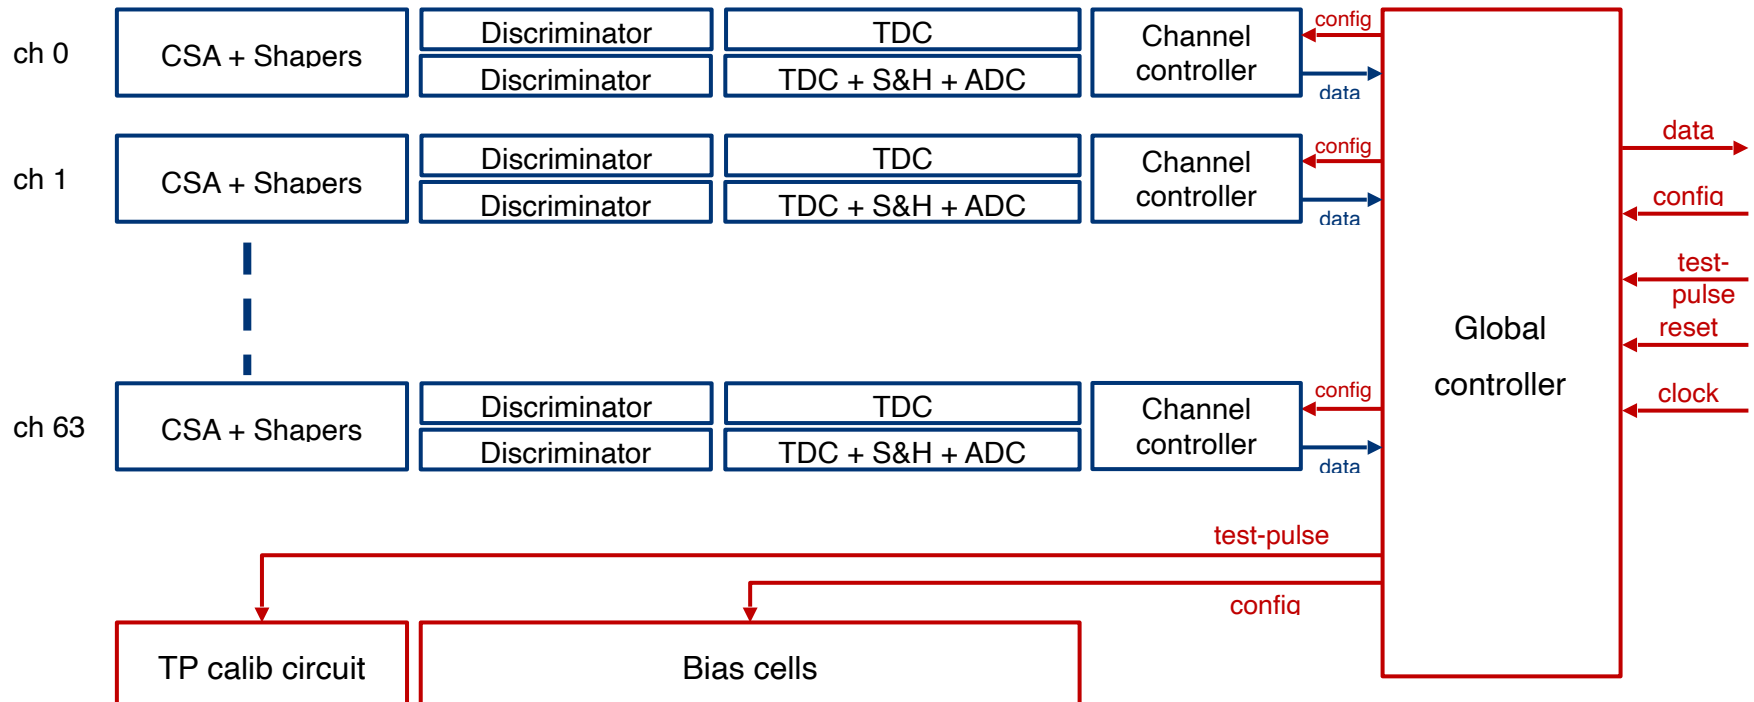 ch 0
CSA + Shapers
Discriminator
Discriminator
TDC
TDC + S&H + ADC
Channel
controller
config
data
ch 1
CSA + Shapers
Discriminator
Discriminator
TDC
TDC + S&H + ADC
Channel
controller
config
data
ch 63
CSA + Shapers
Discriminator
Discriminator
TDC
TDC + S&H + ADC
Channel
controller
config
data
Global
controller
data
config
test-
pulse
reset
clock
test-pulse
config
TP calib circuit
Bias cells